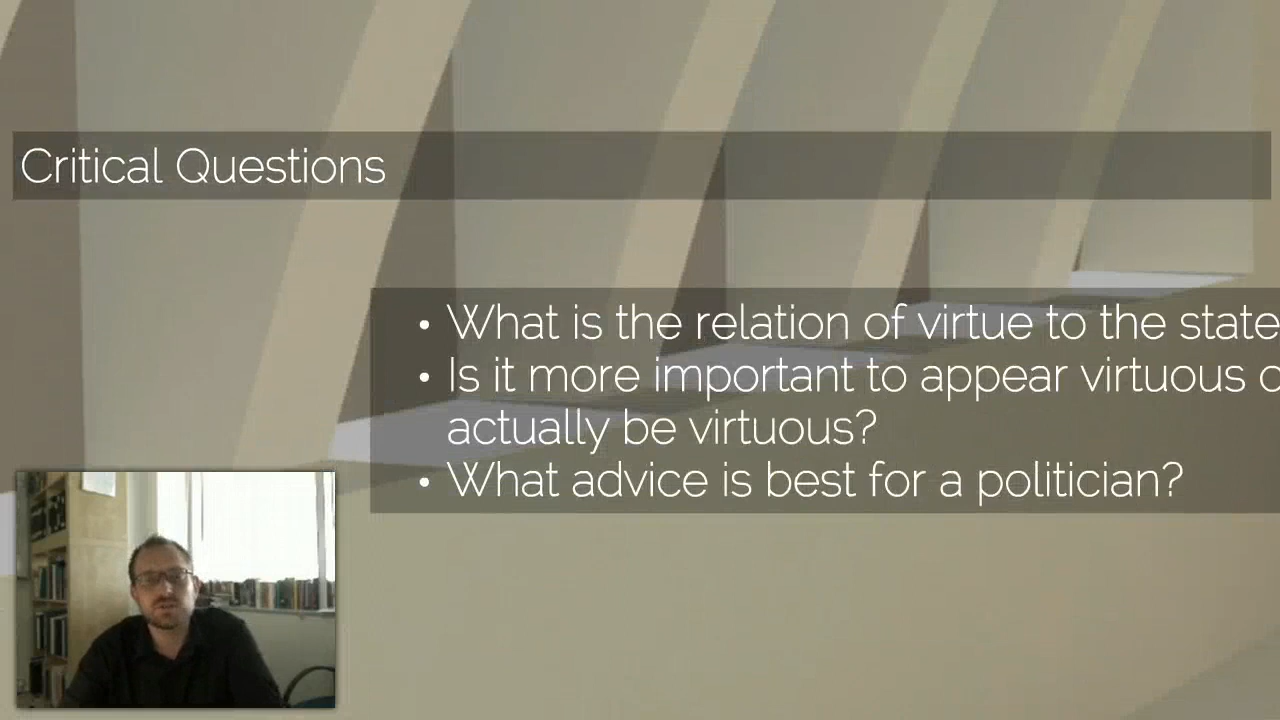 Critical Questions
• What is the relation of virtue to the state
• Is it more important to appear virtuous
actually be virtuous?
• What advice is best for a politician?